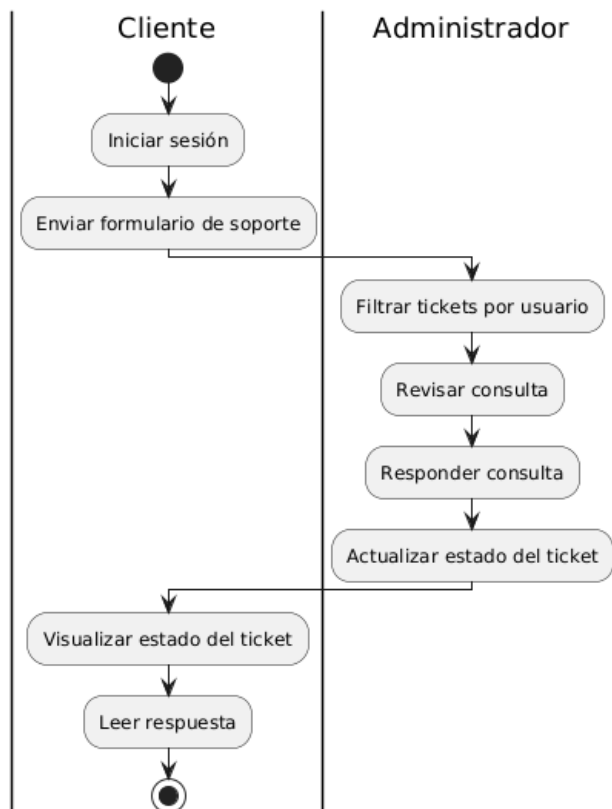 Cliente
Administrador
Iniciar sesión
Enviar formulario de soporte
Filtrar tickets por usuario
Revisar consulta
Responder consulta
Actualizar estado del ticket
Visualizar estado del ticket
Leer respuesta